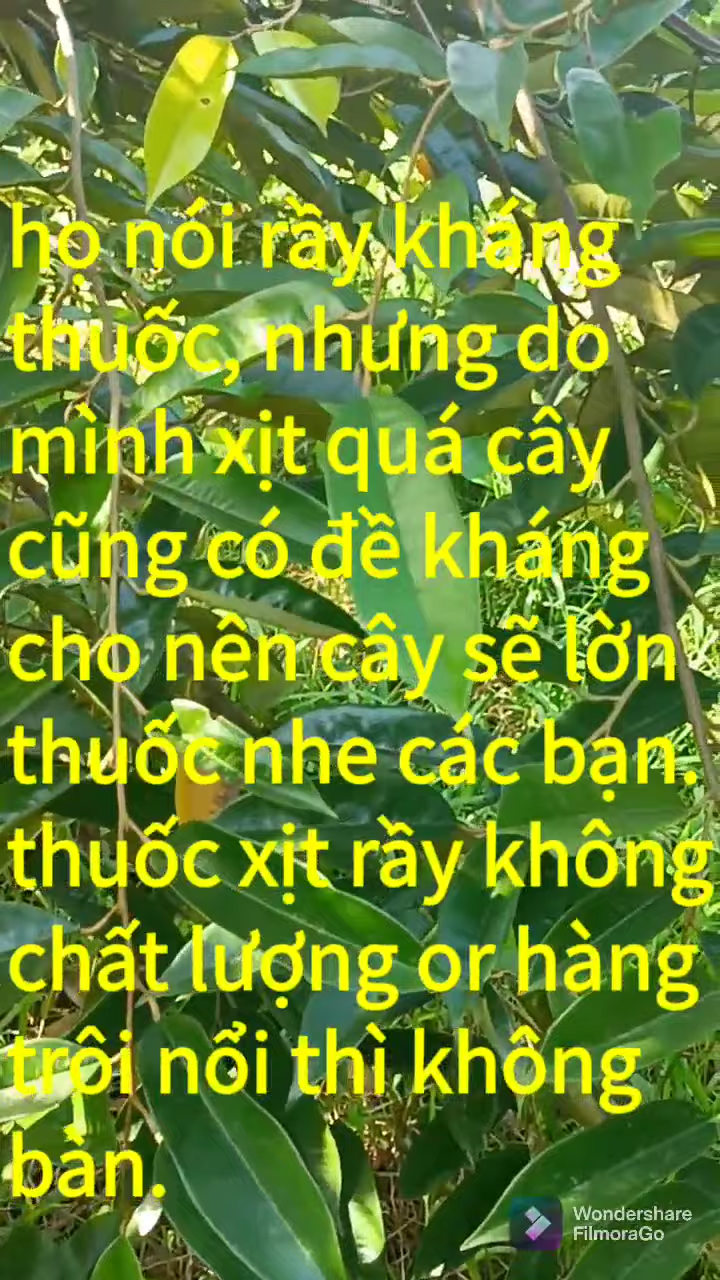 họ nói rầy kháng
thuốc, nhưng do
mình xịt quá cây
cũng có đề kháng
cho nên cây sẽ lờn
thuốc nhe các bạn.
thuốc xịt rầy không
chất lượng or hàng
trôi nổi thì không
bàn.
Wondershare
FilmoraGo